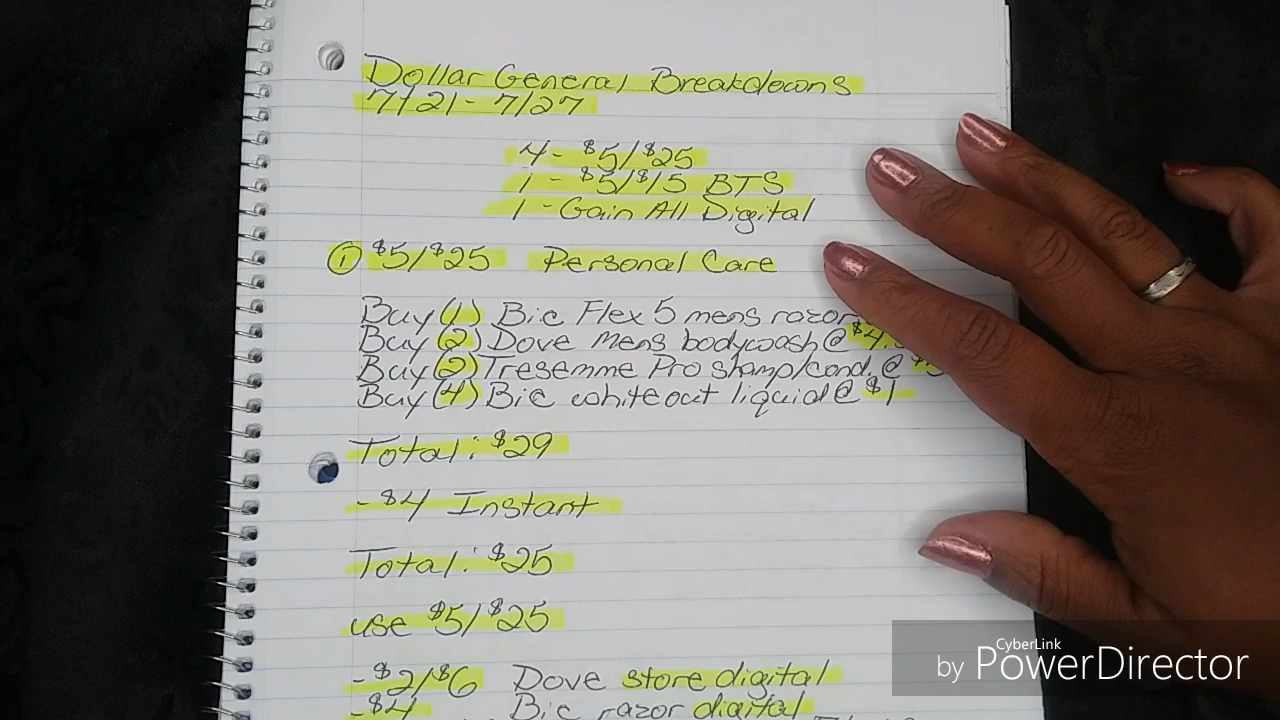 Dollar General Breakdowns
7/21 - 7/27
4 - $5/$25
1 - $5/$15 BTS
1 - Gain All Digital
① $5/$25 Personal Care
Buy (1) Bic Flex 5 mens razor
Buy (2) Dove mens bodywash @ $4.
Buy (2) Tresemme Pro shamp/cond. @
Buy (4) Bic whiteout liquid @ $1
Total: $29
- $4 Instant
Total: $25
use $5/$25
- $2/$6 Dove store digital
- $4 Bic razor digital
CyberLink
by PowerDirector